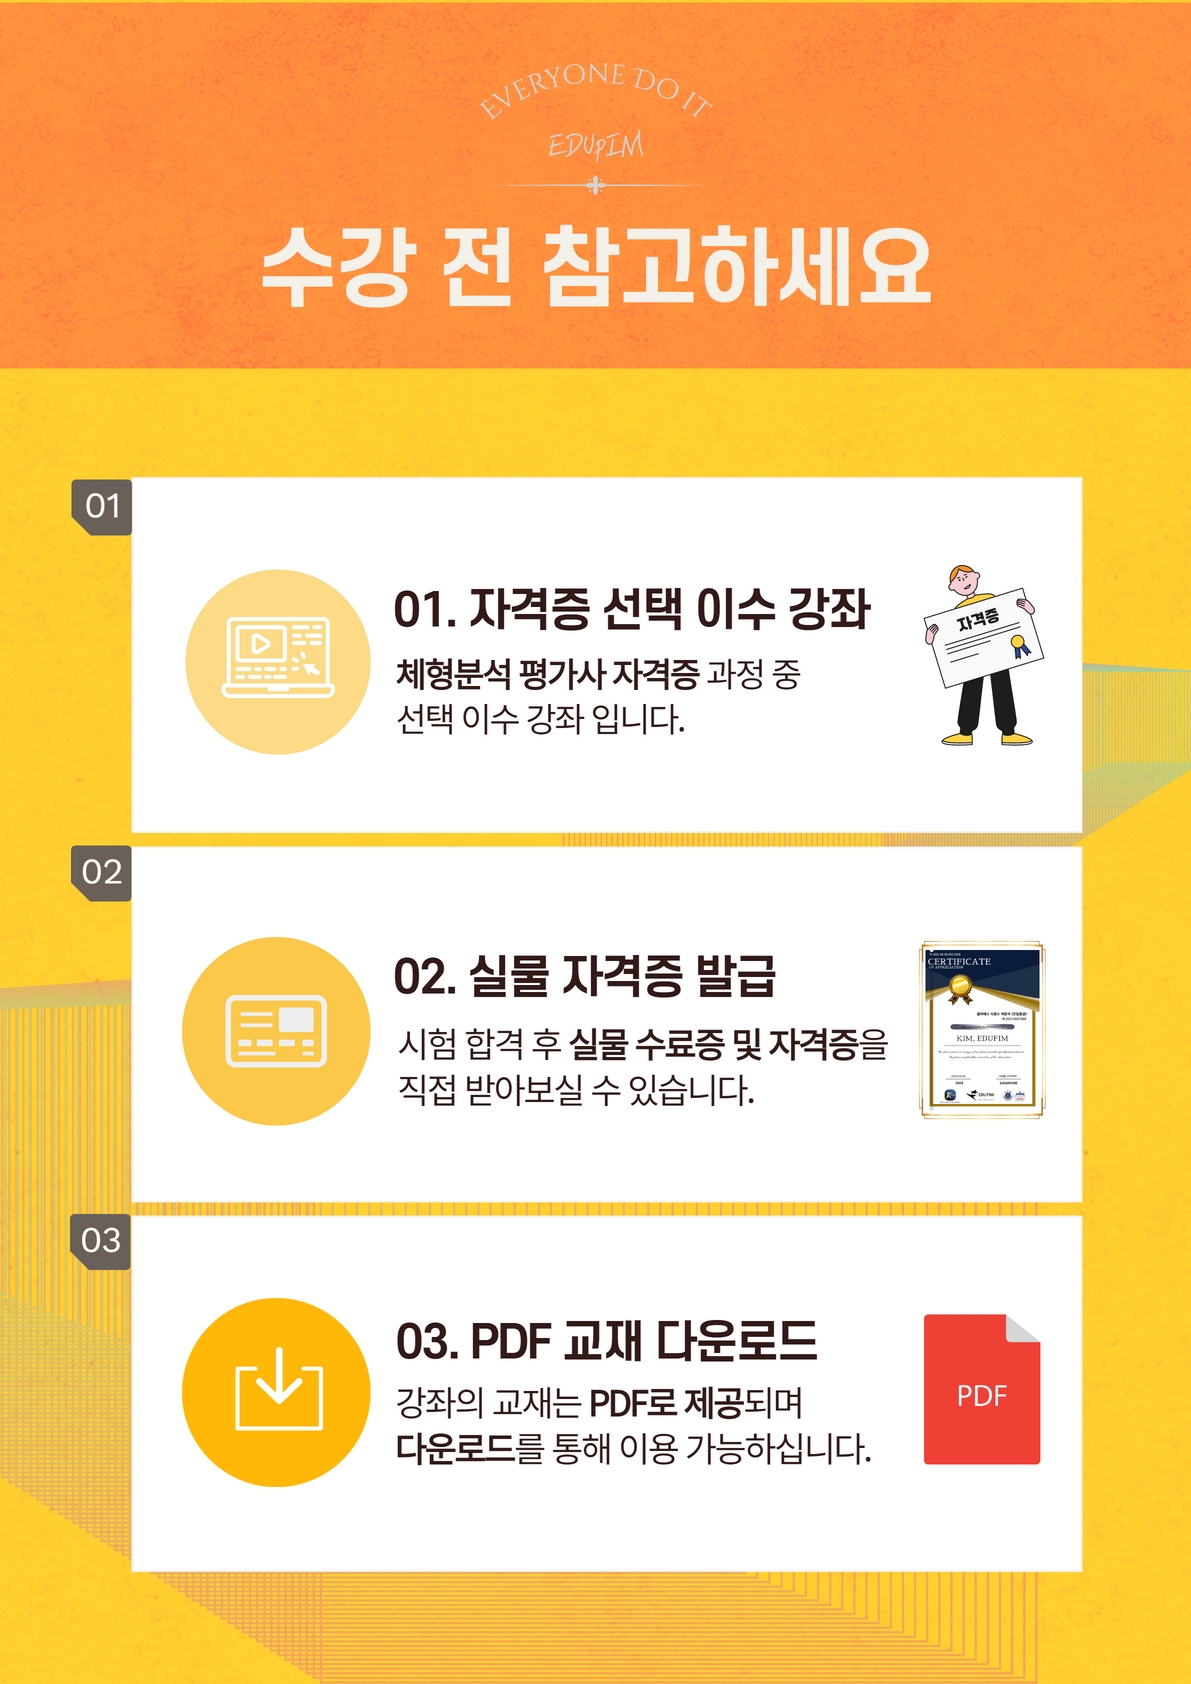 EVERYONE DO IT
EDUPIM
수강 전 참고하세요
01
01. 자격증 선택 이수 강좌
체형분석 평가사 자격증 과정 중
선택 이수 강좌 입니다.
자격증
02
02. 실물 자격증 발급
시험 합격 후 실물 수료증 및 자격증을
직접 받아보실 수 있습니다.
CERTIFICATE
OF APPRECIATION
KIM, EDUFIM
DATE
SIGNATURE
EDUFIM
03
03. PDF 교재 다운로드
강좌의 교재는 PDF로 제공되며
다운로드를 통해 이용 가능하십니다.
PDF